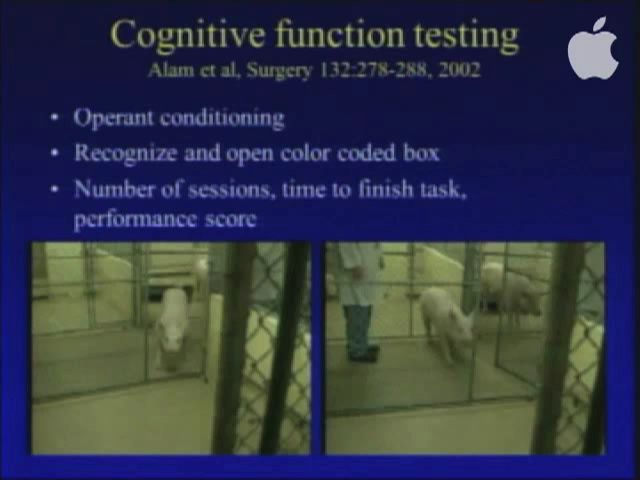 Cognitive function testing
Alam et al, Surgery 132:278-288, 2002
• Operant conditioning
• Recognize and open color coded box
• Number of sessions, time to finish task,
performance score